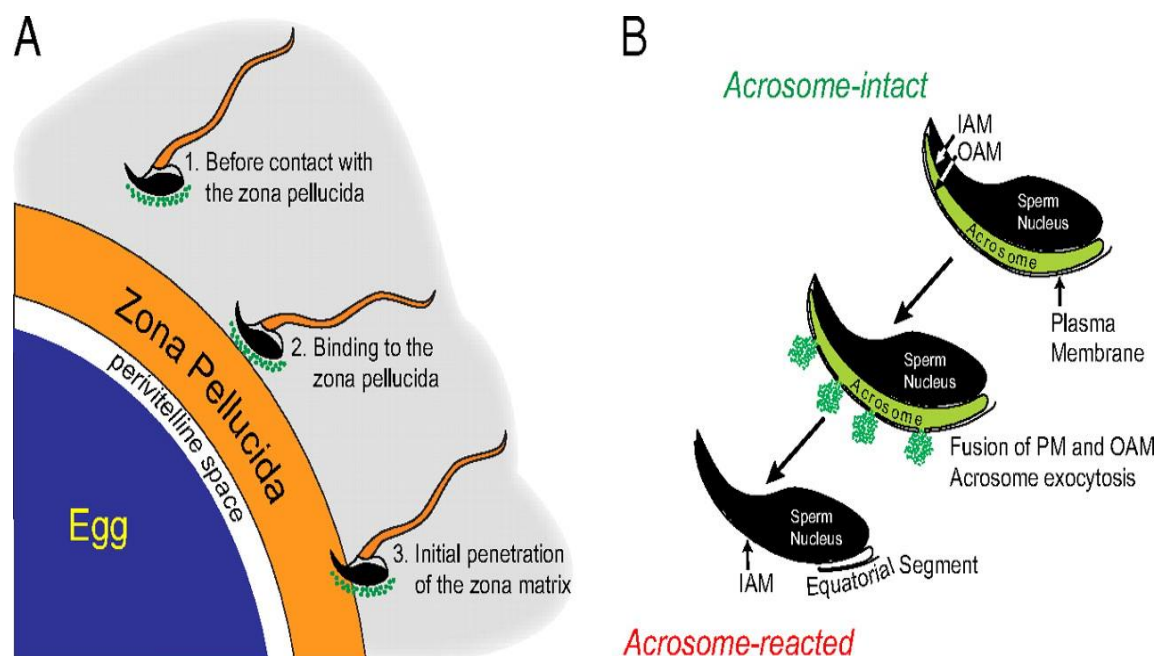 A
1. Before contact with
the zona pellucida
2. Binding to the
zona pellucida
3. Initial penetration
of the zona matrix
Zona Pellucida
perivitelline space
Egg
B
Acrosome-intact
IAM
OAM
Sperm
Nucleus
Acrosome
Plasma
Membrane
Sperm
Nucleus
Acrosome
Fusion of PM and OAM
Acrosome exocytosis
Sperm
Nucleus
IAM
Equatorial Segment
Acrosome-reacted